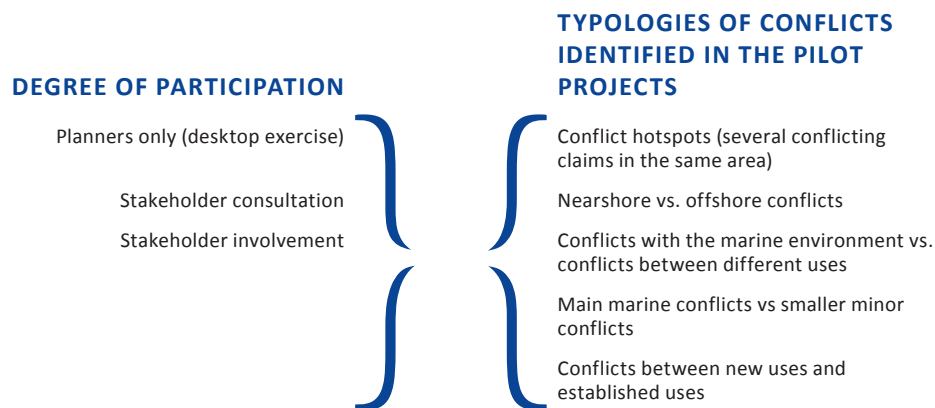 DEGREE OF PARTICIPATION
Planners only (desktop exercise)
Stakeholder consultation
Stakeholder involvement
TYPOLOGIES OF CONFLICTS
IDENTIFIED IN THE PILOT
PROJECTS
Conflict hotspots (several conflicting
claims in the same area)
Nearshore vs. offshore conflicts
Conflicts with the marine environment vs.
conflicts between different uses
Main marine conflicts vs smaller minor
conflicts
Conflicts between new uses and
established uses